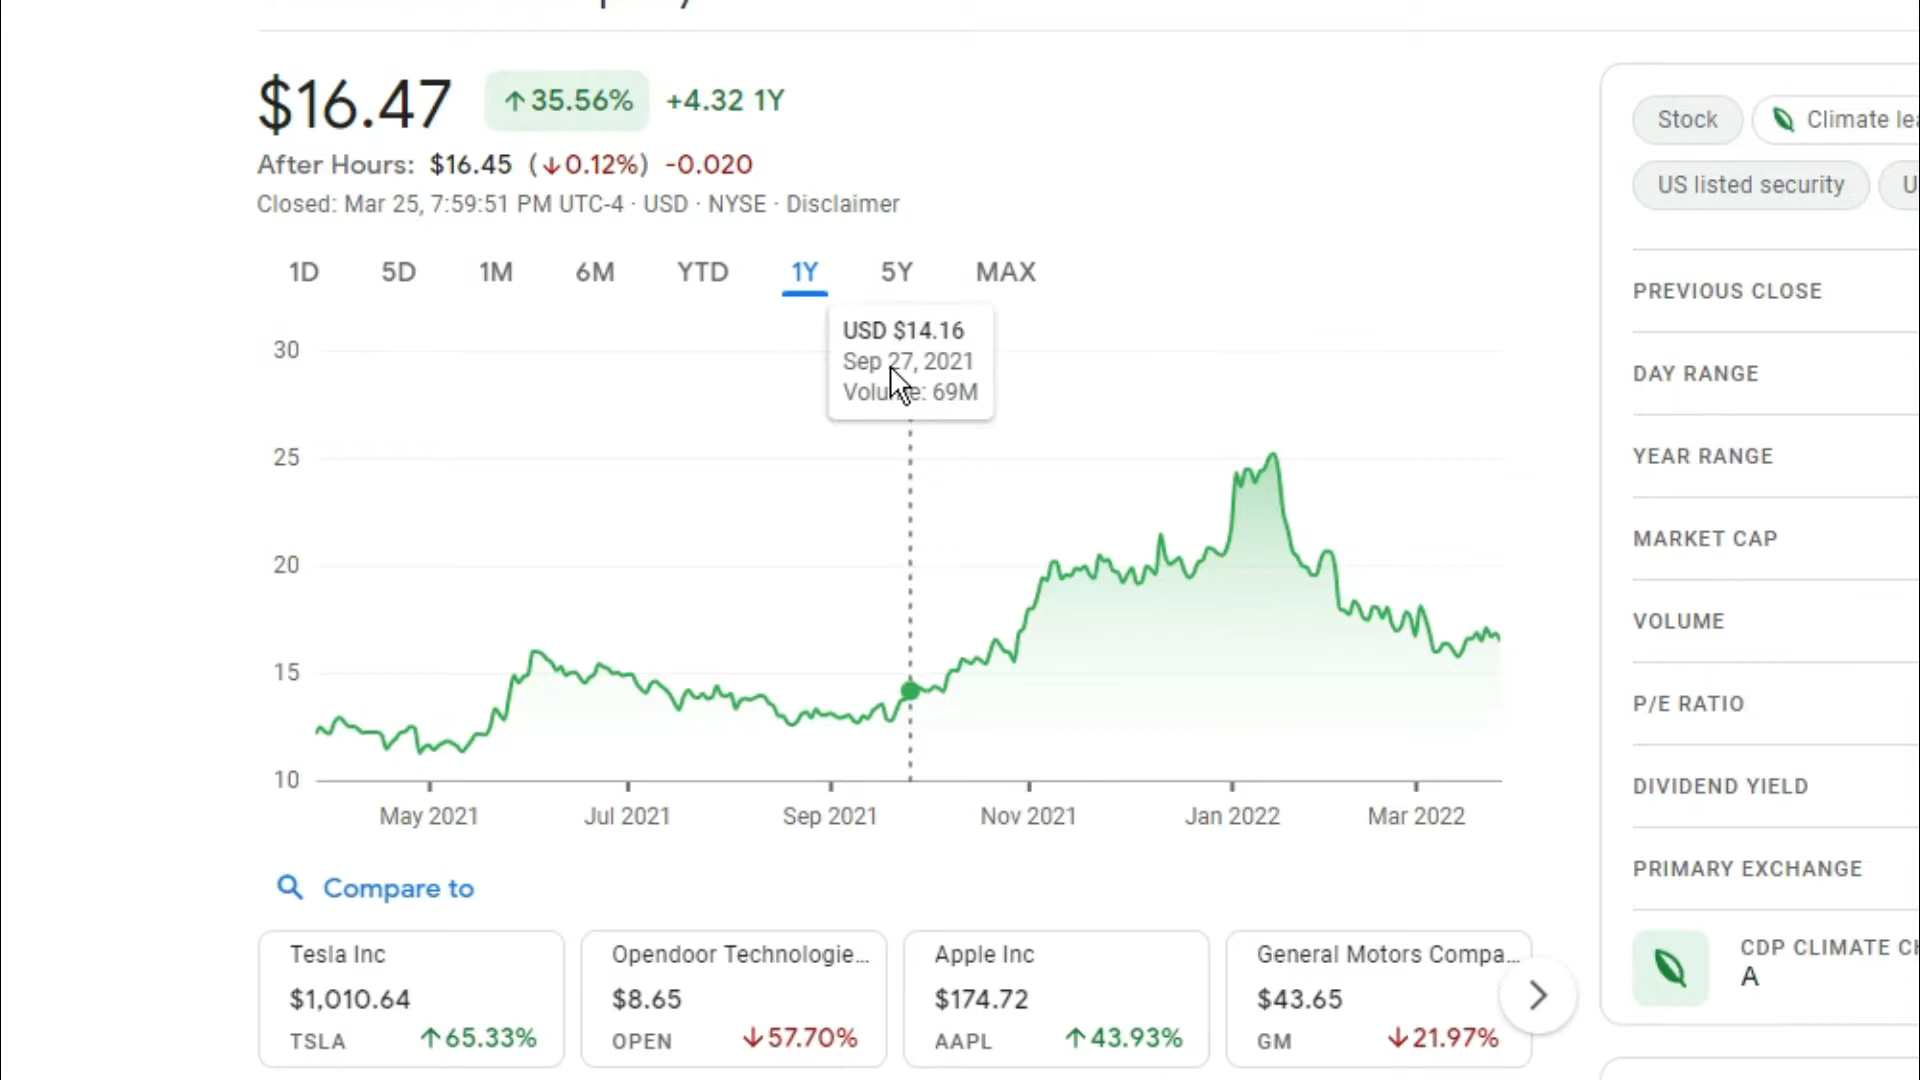 $16.47 ↑35.56% +4.32 1Y
After Hours: $16.45 (↓0.12%) -0.020
Closed: Mar 25, 7:59:51 PM UTC-4 · USD · NYSE · Disclaimer
1D 5D 1M 6M YTD 1Y 5Y MAX
USD $14.16
Sep 27, 2021
Volume: 69M
30
25
20
15
10
May 2021 Jul 2021 Sep 2021 Nov 2021 Jan 2022 Mar 2022
Compare to
Tesla Inc
$1,010.64
TSLA ↑65.33%
Opendoor Technologie...
$8.65
OPEN ↓57.70%
Apple Inc
$174.72
AAPL ↑43.93%
General Motors Compa...
$43.65
GM ↓21.97%
Stock
Climate lea
US listed security
U
PREVIOUS CLOSE
DAY RANGE
YEAR RANGE
MARKET CAP
VOLUME
P/E RATIO
DIVIDEND YIELD
PRIMARY EXCHANGE
CDP CLIMATE CH
A